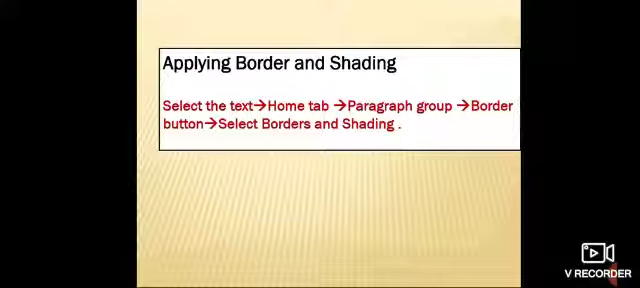 Applying Border and Shading
Select the text→Home tab →Paragraph group →Border
button→Select Borders and Shading .
V RECORDER